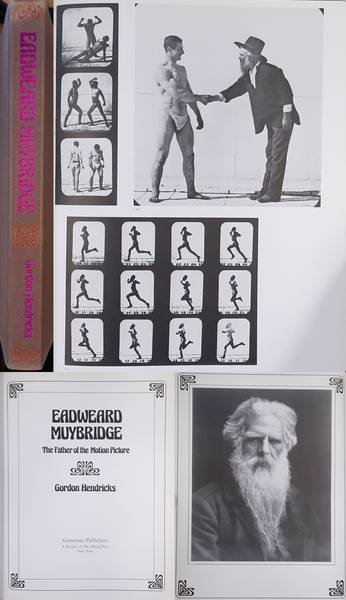 EADWEARD MUYBRIDGE
Gordon Hendricks
EADWEARD
MUYBRIDGE
The Father of the Motion Picture
Gordon Hendricks
Grossman Publishers
A Division of The Viking Press
New York